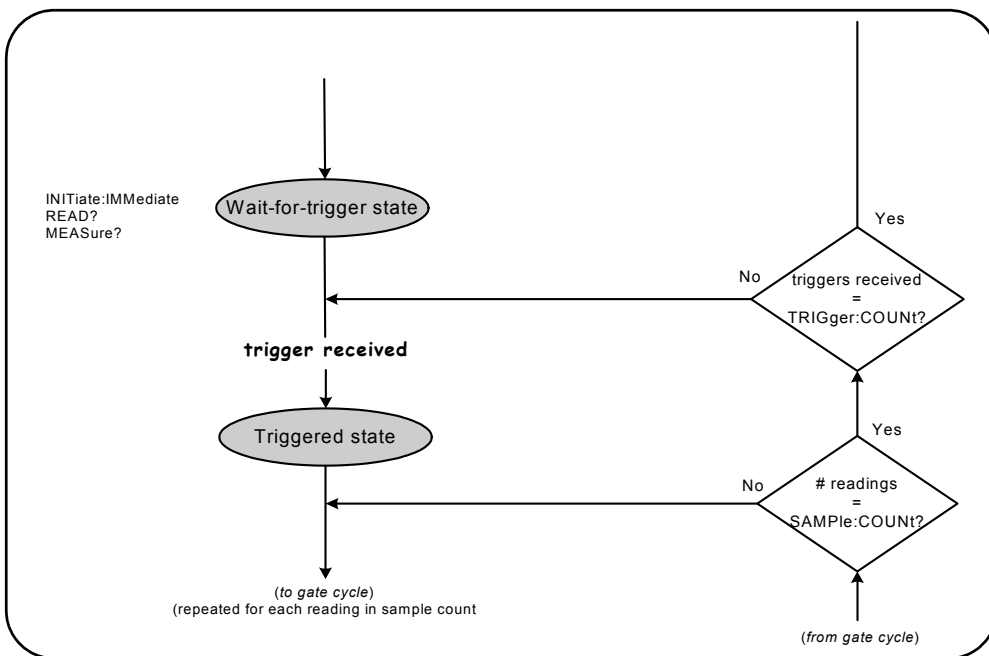 INITiate:IMMediate
READ?
MEASure?
Wait-for-trigger state
Yes
No
triggers received
=
TRIGger:COUNt?
trigger received
Triggered state
Yes
No
# readings
=
SAMPle:COUNt?
(to gate cycle)
(repeated for each reading in sample count
(from gate cycle)